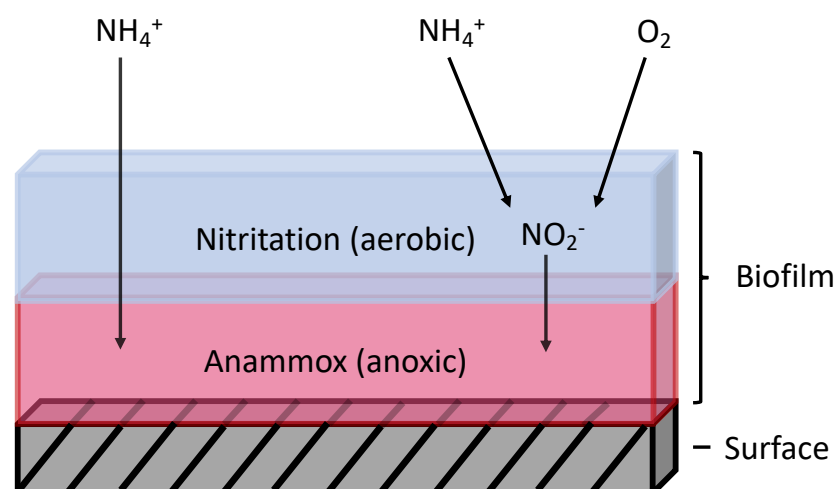 NH₄⁺
NH₄⁺
O₂
Nitritation (aerobic)
NO₂⁻
Biofilm
Anammox (anoxic)
Surface